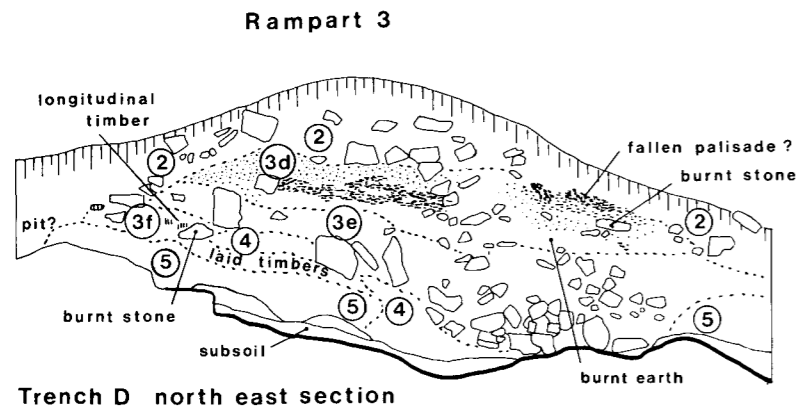 Rampart 3
longitudinal
timber
2
2
3d
fallen palisade ?
burnt stone
2
pit?
3f
4
3e
laid timbers
5
5
4
5
burnt stone
subsoil
burnt earth
Trench D north east section